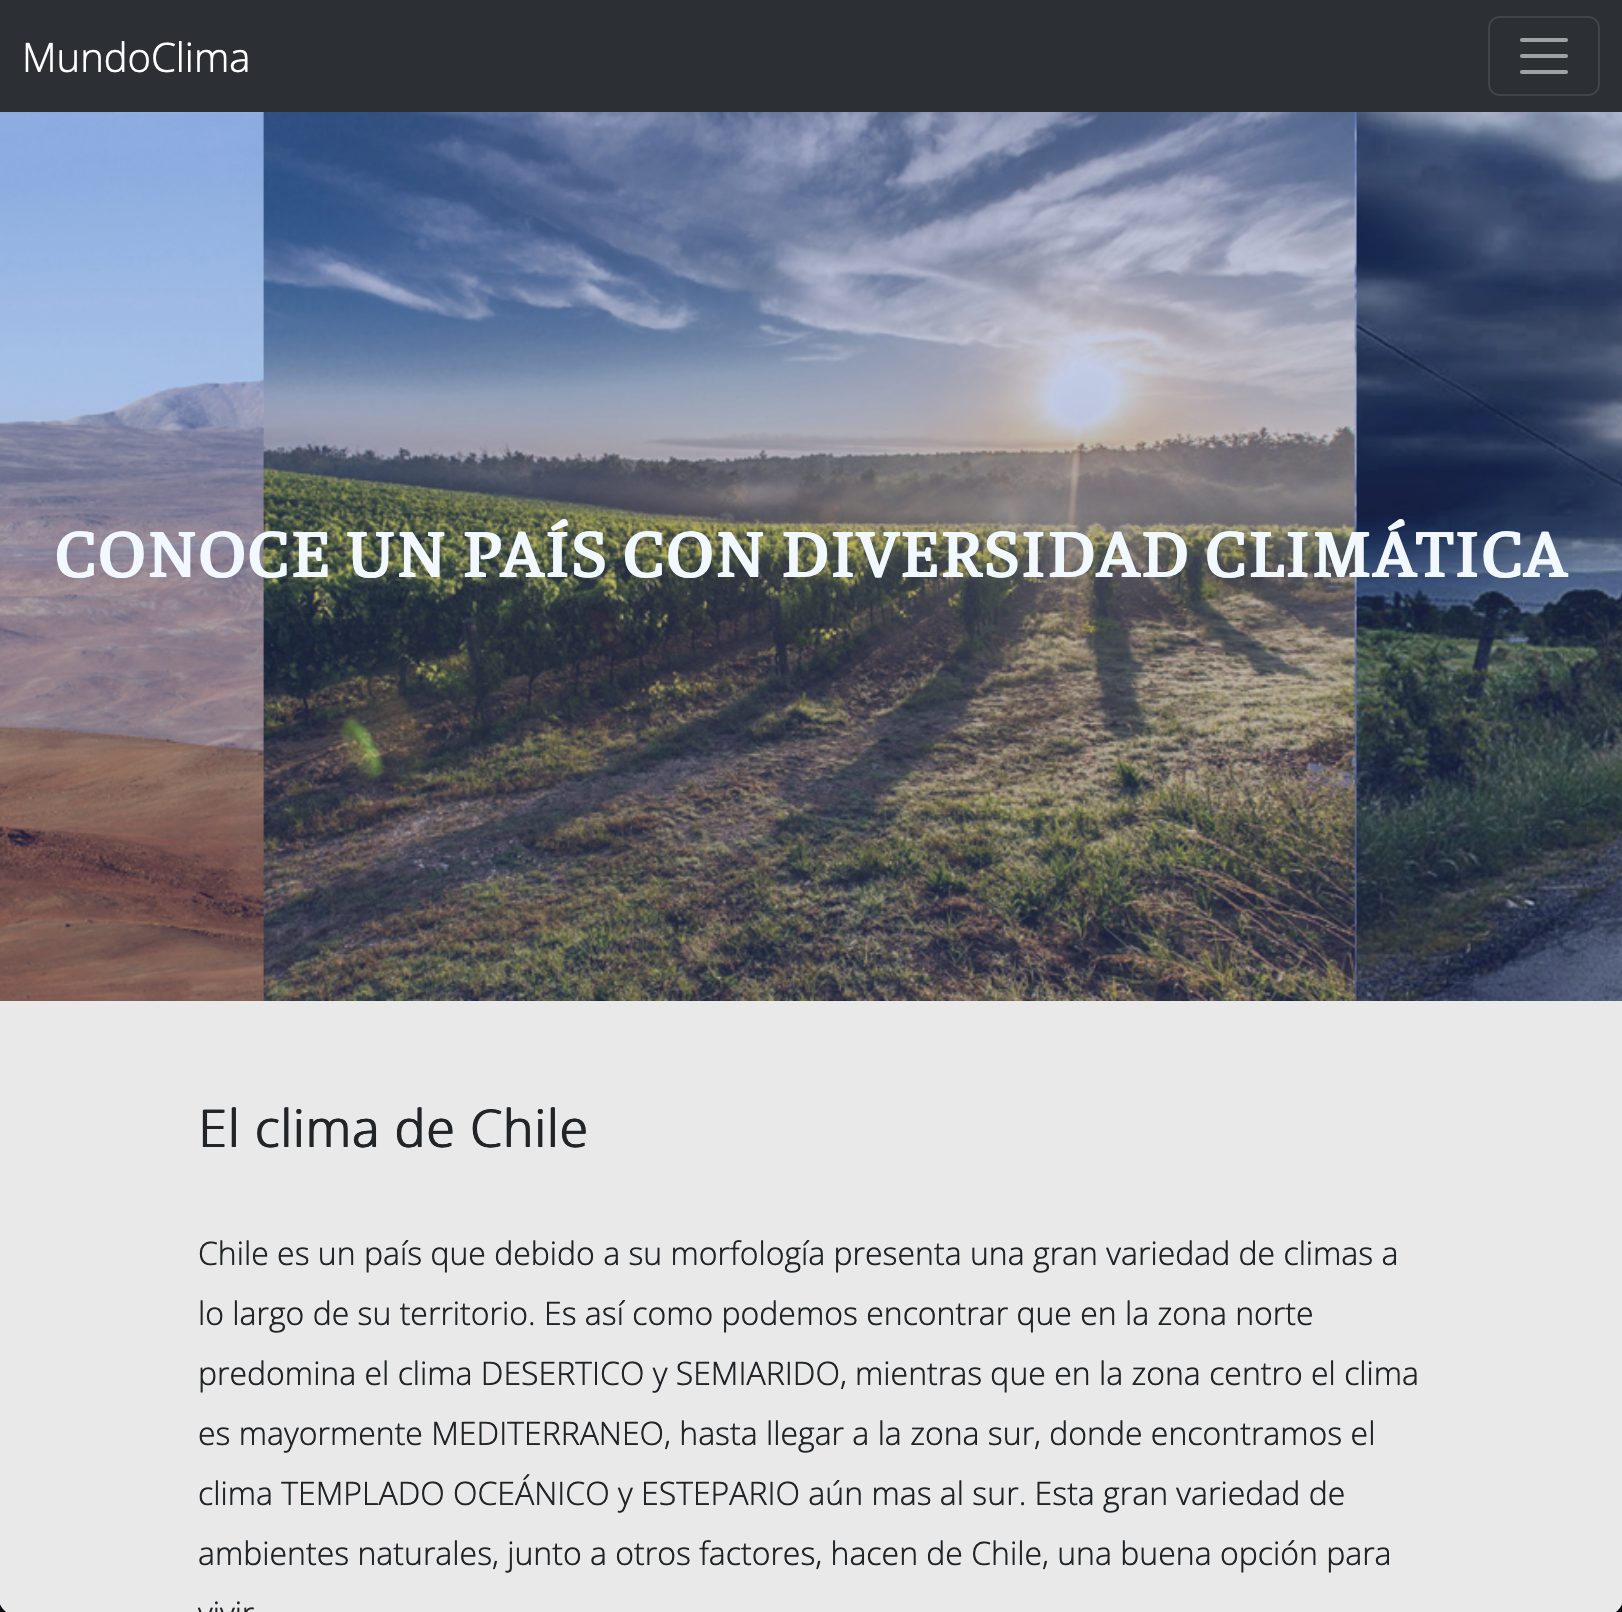 MundoClima
CONOCE UN PAÍS CON DIVERSIDAD CLIMÁTICA
El clima de Chile
Chile es un país que debido a su morfología presenta una gran variedad de climas a
lo largo de su territorio. Es así como podemos encontrar que en la zona norte
predomina el clima DESERTICO y SEMIARIDO, mientras que en la zona centro el clima
es mayormente MEDITERRANEO, hasta llegar a la zona sur, donde encontramos el
clima TEMPLADO OCEÁNICO y ESTEPARIO aún mas al sur. Esta gran variedad de
ambientes naturales, junto a otros factores, hacen de Chile, una buena opción para
vivir